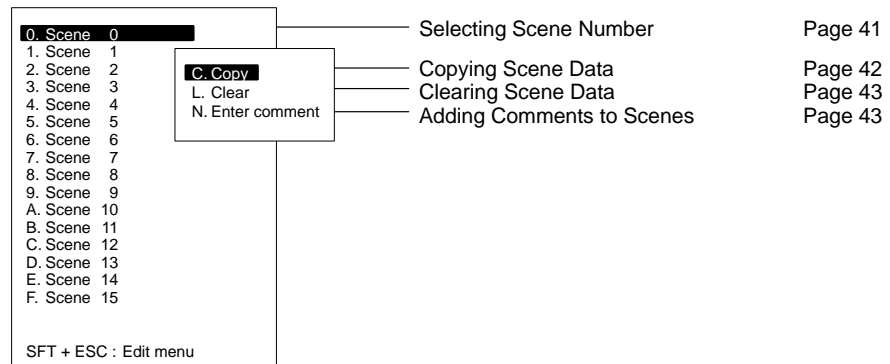 0. Scene 0
1. Scene 1
2. Scene 2
3. Scene 3
4. Scene 4
5. Scene 5
6. Scene 6
7. Scene 7
8. Scene 8
9. Scene 9
A. Scene 10
B. Scene 11
C. Scene 12
D. Scene 13
E. Scene 14
F. Scene 15
SFT + ESC : Edit menu
C. Copy
L. Clear
N. Enter comment
Selecting Scene Number Page 41
Copying Scene Data Page 42
Clearing Scene Data Page 43
Adding Comments to Scenes Page 43